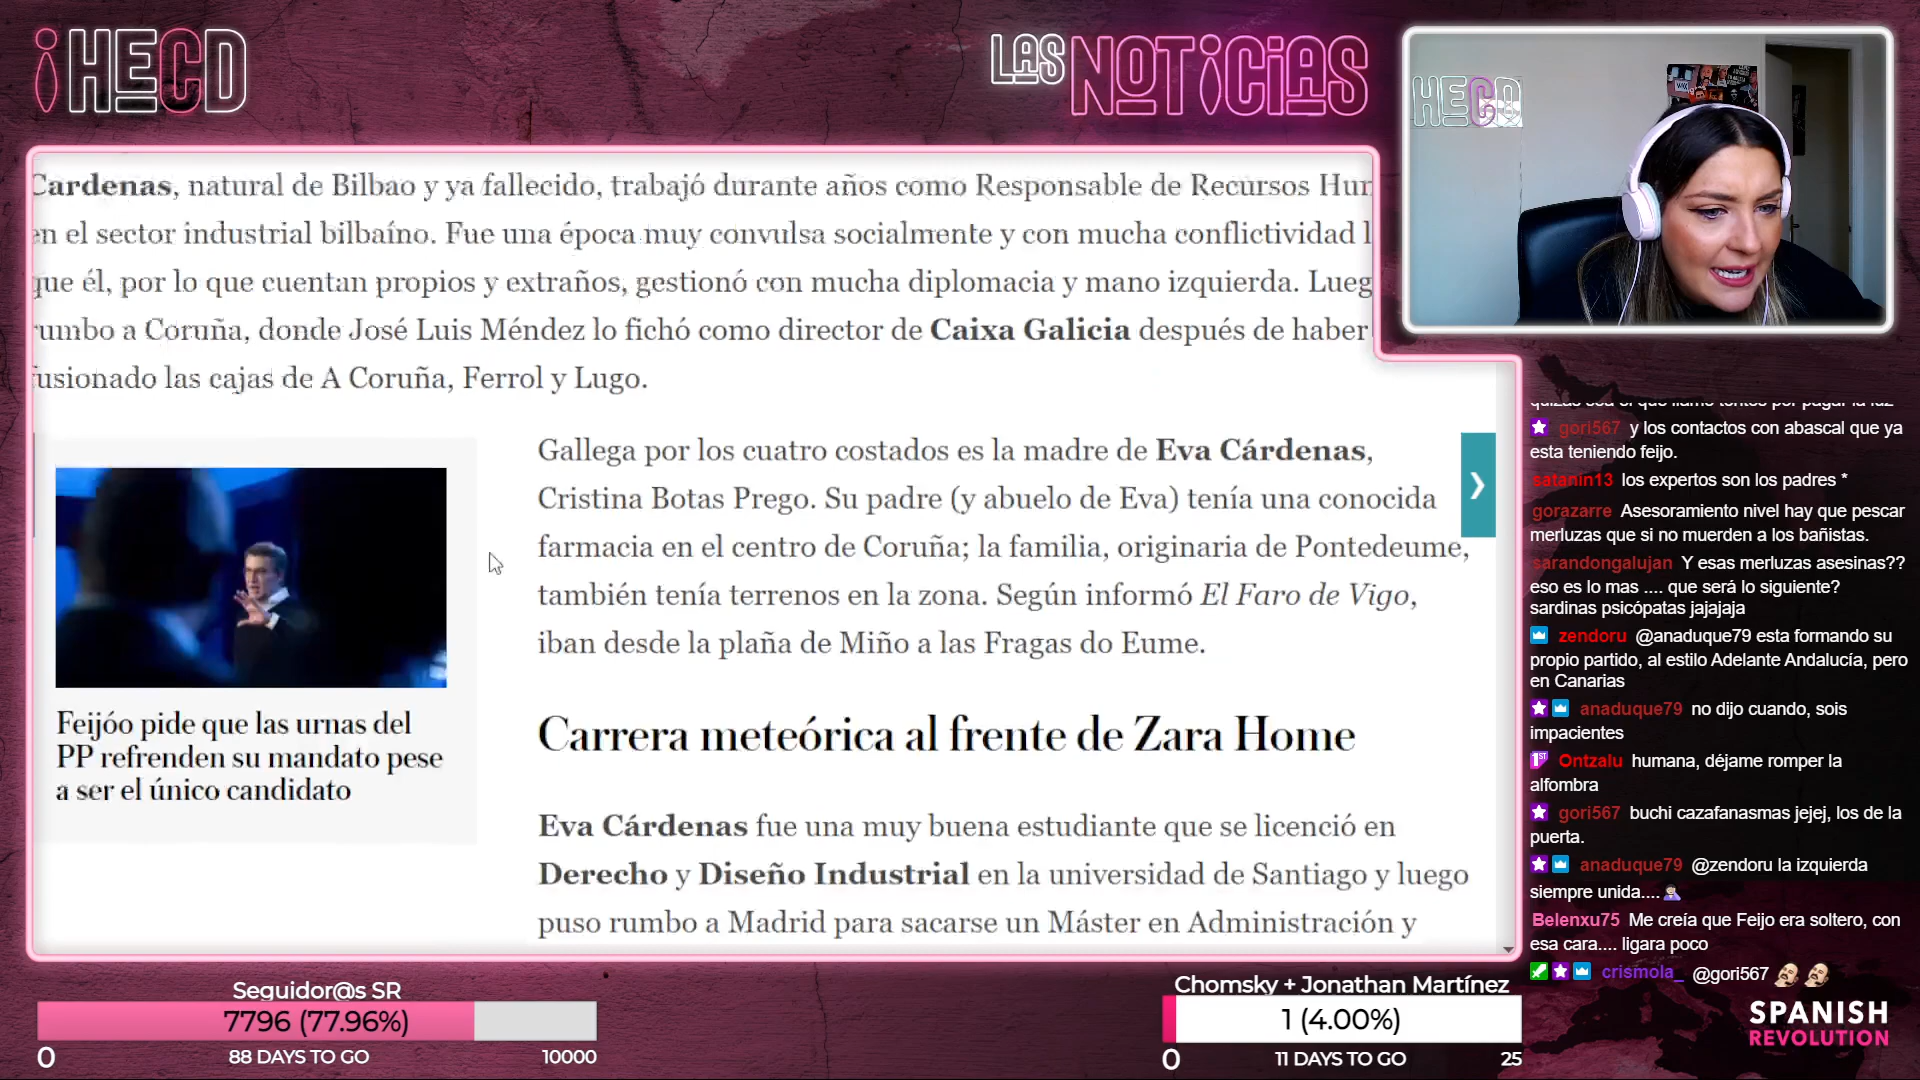 ¡HECD
LAS NOTICIAS
HECD
Cardenas, natural de Bilbao y ya fallecido, trabajó durante años como Responsable de Recursos Hum
en el sector industrial bilbaíno. Fue una época muy convulsa socialmente y con mucha conflictividad l
que él, por lo que cuentan propios y extraños, gestionó con mucha diplomacia y mano izquierda. Lueg
rumbo a Coruña, donde José Luis Méndez lo fichó como director de Caixa Galicia después de haber
fusionado las cajas de A Coruña, Ferrol y Lugo.
Gallega por los cuatro costados es la madre de Eva Cárdenas,
Cristina Botas Prego. Su padre (y abuelo de Eva) tenía una conocida
farmacia en el centro de Coruña; la familia, originaria de Pontedeume,
también tenía terrenos en la zona. Según informó El Faro de Vigo,
iban desde la plaña de Miño a las Fragas do Eume.
Feijóo pide que las urnas del
PP refrenden su mandato pese
a ser el único candidato
Carrera meteórica al frente de Zara Home
Eva Cárdenas fue una muy buena estudiante que se licenció en
Derecho y Diseño Industrial en la universidad de Santiago y luego
puso rumbo a Madrid para sacarse un Máster en Administración y
gori567 y los contactos con abascal que ya
esta teniendo feijo.
satanin13 los expertos son los padres *
gorazarre Asesoramiento nivel hay que pescar
merluzas que si no muerden a los bañistas.
sarandongalujan Y esas merluzas asesinas??
eso es lo mas .... que será lo siguiente?
sardinas psicópatas jajajaja
zendoru @anaduque79 esta formando su
propio partido, al estilo Adelante Andalucía, pero
en Canarias
anaduque79 no dijo cuando, sois
impacientes
1ST Ontzalu humana, déjame romper la
alfombra
gori567 buchi cazafanasmas jejej, los de la
puerta.
anaduque79 @zendoru la izquierda
siempre unida....
Belenxu75 Me creía que Feijo era soltero, con
esa cara.... ligara poco
crismola_ @gori567
Seguidor@s SR
7796 (77.96%)
0 88 DAYS TO GO 10000
Chomsky + Jonathan Martínez
1 (4.00%)
0 11 DAYS TO GO 25
SPANISH
REVOLUTION